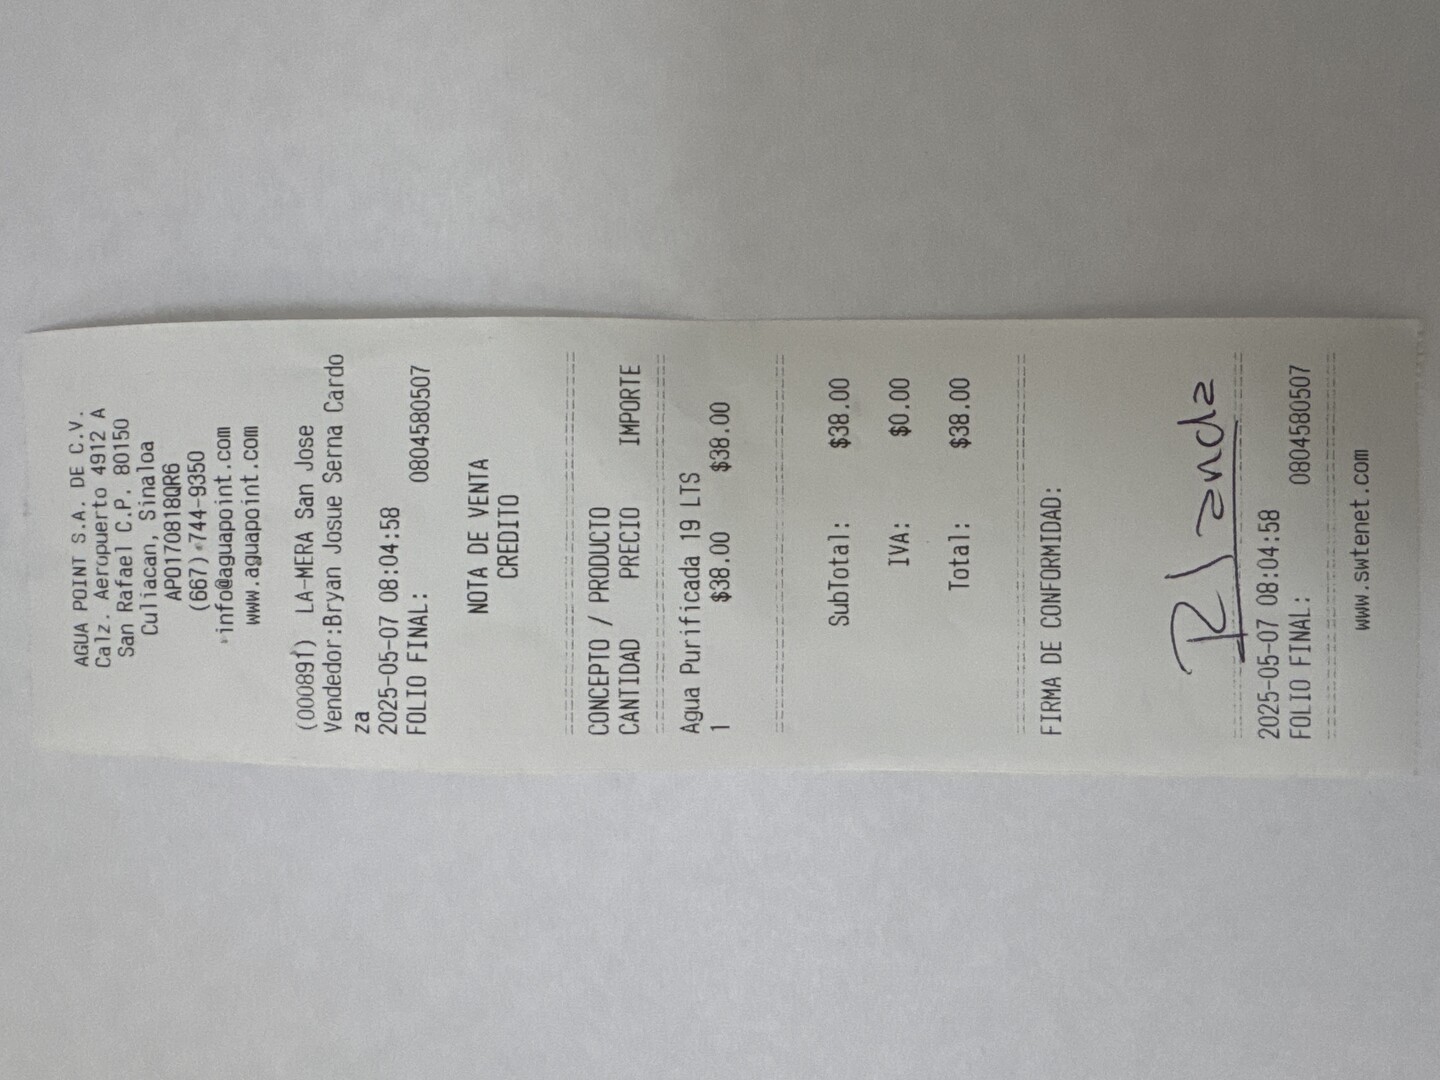 AGUA POINT S.A. DE C.V.
Calz. Aeropuerto 4912 A
San Rafael C.P. 80150
Culiacan, Sinaloa
APO170818QR6
(667) 744-9350
info@aguapoint.com
www.aguapoint.com
(000891) LA-MERA San Jose
Vendedor:Bryan Josue Serna Cardo
za
2025-05-07 08:04:58
FOLIO FINAL: 0804580507
NOTA DE VENTA
CREDITO
==============================
CONCEPTO / PRODUCTO
CANTIDAD PRECIO IMPORTE
==============================
Agua Purificada 19 LTS
1 $38.00 $38.00
==============================
SubTotal: $38.00
IVA: $0.00
Total: $38.00
==============================
FIRMA DE CONFORMIDAD:
==============================
2025-05-07 08:04:58
FOLIO FINAL: 0804580507
==============================
www.swtenet.com